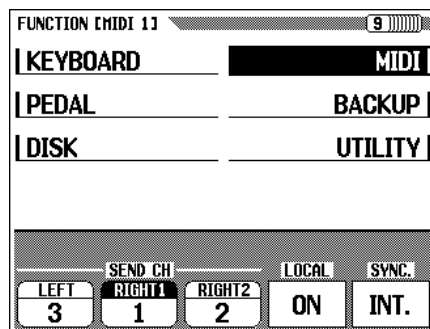 FUNCTION [MIDI 1] 9
KEYBOARD MIDI
PEDAL BACKUP
DISK UTILITY
SEND CH LOCAL SYNC.
LEFT RIGHT1 RIGHT2
3 1 2 ON INT.